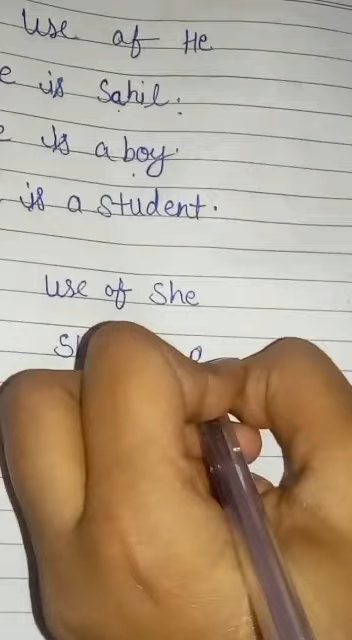 Use of He
e is Sahil.
e is a boy.
is a student.
Use of She